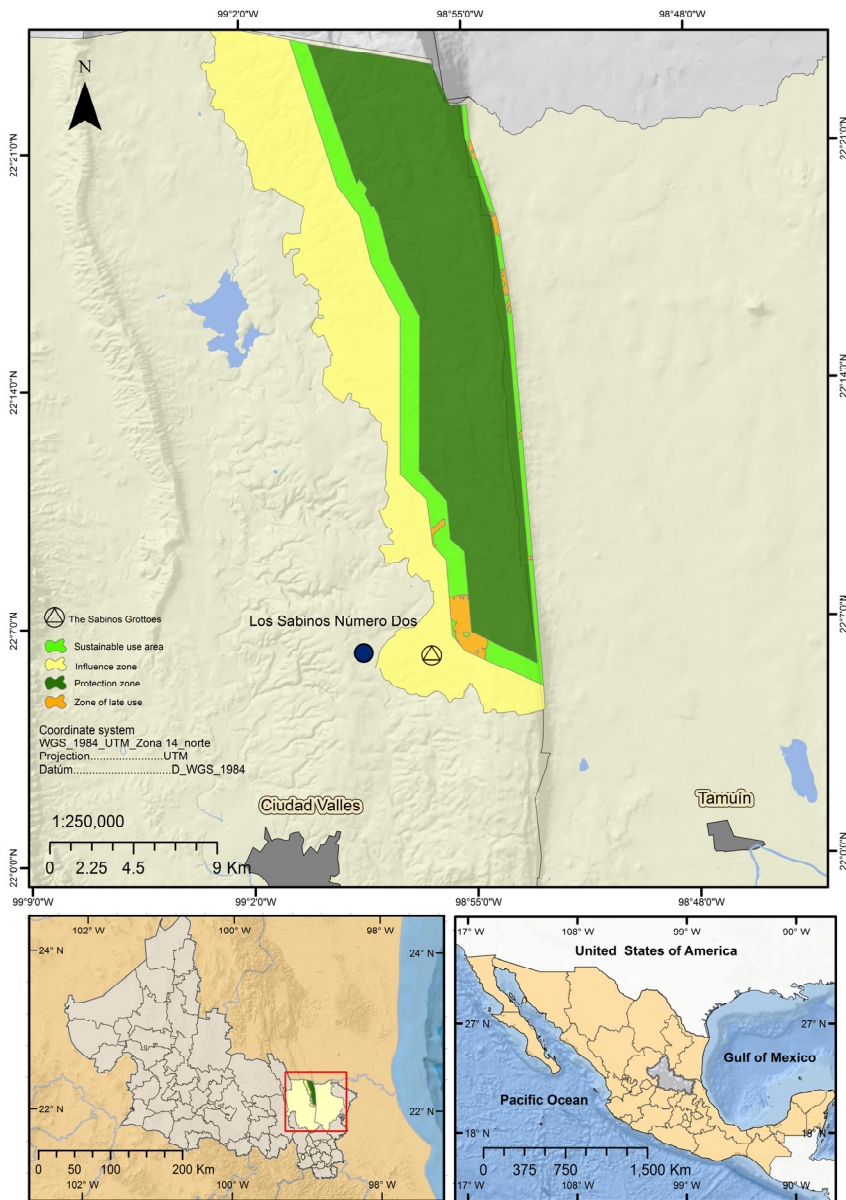 99°2'0"W
98°55'0"W
98°48'0"W
N
22°21'0"N
22°21'0"N
22°14'0"N
22°14'0"N
22°7'0"N
22°7'0"N
The Sabinos Grottoes
Los Sabinos Número Dos
Sustainable use area
Influence zone
Protection zone
Zone of late use
Coordinate system
WGS_1984_UTM_Zona 14_norte
Projection.......................UTM
Datúm..............................D_WGS_1984
Ciudad Valles
Tamuín
1:250,000
0 2.25 4.5 9 Km
22°0'0"N
22°0'0"N
99°9'0"W
99°2'0"W
98°55'0"W
98°48'0"W
102° W
100° W
98° W
24° N
24° N
22° N
22° N
0 50 100 200 Km
102° W
100° W
98° W
117° W
108° W
99° W
90° W
United States of America
27° N
27° N
Gulf of Mexico
Pacific Ocean
18° N
18° N
0 375 750 1,500 Km
117° W
108° W
99° W
90° W